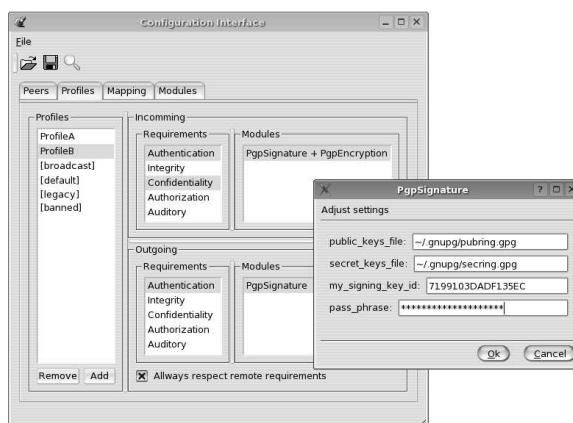 Configuration Interface
File
Peers Profiles Mapping Modules
Profiles
ProfileA
ProfileB
[broadcast]
[default]
[legacy]
[banned]
Remove Add
Incomming
Requirements
Authentication
Integrity
Confidentiality
Authorization
Auditory
Modules
PgpSignature + PgpEncryption
Outgoing
Requirements
Authentication
Integrity
Confidentiality
Authorization
Auditory
Modules
PgpSignature
Allways respect remote requirements
PgpSignature
Adjust settings
public_keys_file: ~/.gnupg/pubring.gpg
secret_keys_file: ~/.gnupg/secring.gpg
my_signing_key_id: 7199103DADF135EC
pass_phrase: ********************
Ok Cancel